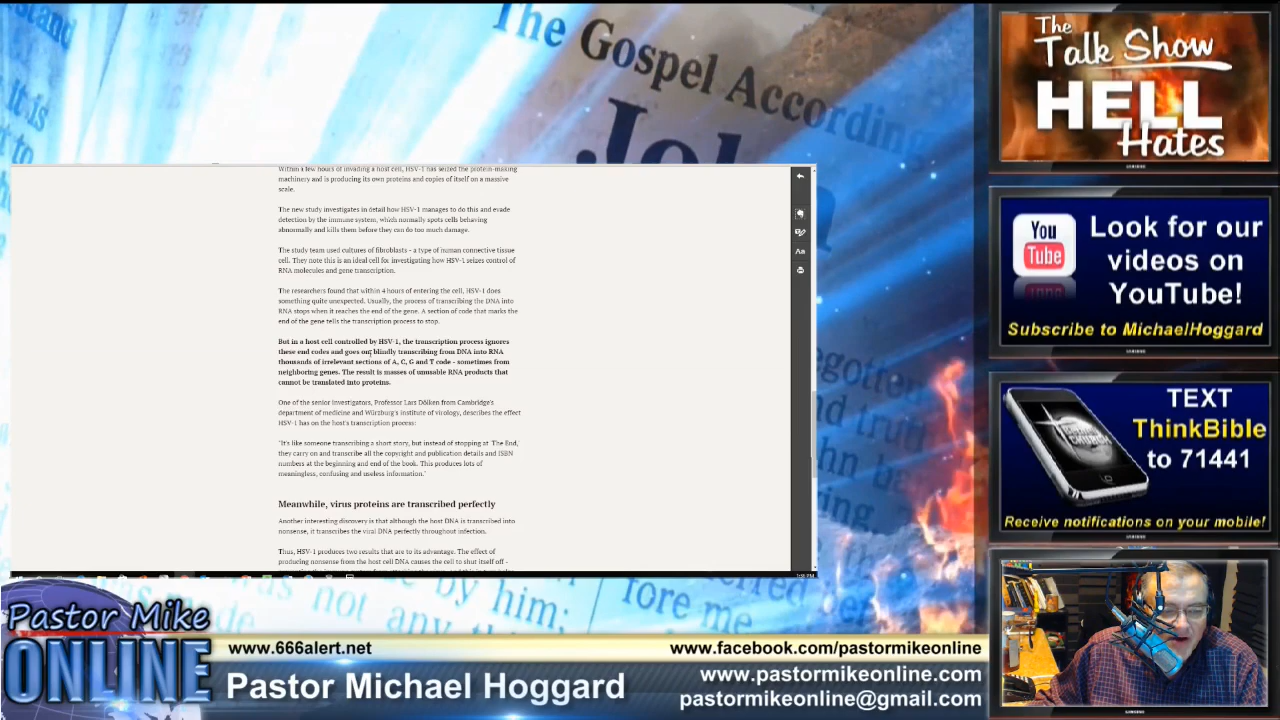 The Gospel According
The
Talk Show
HELL
Hates
SAMSUNG
Within a few hours of invading a host cell, HSV-1 has seized the protein-making
machinery and is producing its own proteins and copies of itself on a massive
scale.
The new study investigates in detail how HSV-1 manages to do this and evade
detection by the immune system, which normally spots cells behaving
abnormally and kills them before they can do too much damage.
The study team used cultures of fibroblasts - a type of human connective tissue
cell. They note this is an ideal cell for investigating how HSV-1 seizes control of
RNA molecules and gene transcription.
The researchers found that within 4 hours of entering the cell, HSV-1 does
something quite unexpected. Usually, the process of transcribing the DNA into
RNA stops when it reaches the end of the gene. A section of code that marks the
end of the gene tells the transcription process to stop.
But in a host cell controlled by HSV-1, the transcription process ignores
these end codes and goes on blindly transcribing from DNA into RNA
thousands of irrelevant sections of A, C, G and T code - sometimes from
neighboring genes. The result is masses of unusable RNA products that
cannot be translated into proteins.
One of the senior investigators, Professor Lars Dölken from Cambridge's
department of medicine and Würzburg's institute of virology, describes the effect
HSV-1 has on the host's transcription process:
"It's like someone transcribing a short story, but instead of stopping at 'The End,'
they carry on and transcribe all the copyright and publication details and ISBN
numbers at the beginning and end of the book. This produces lots of
meaningless, confusing and useless information."
Meanwhile, virus proteins are transcribed perfectly
Another interesting discovery is that although the host DNA is transcribed into
nonsense, it transcribes the viral DNA perfectly throughout infection.
Thus, HSV-1 produces two results that are to its advantage. The effect of
producing nonsense from the host cell DNA causes the cell to shut itself off -
Aa
1:38 PM
You
Tube
Look for our
videos on
YouTube!
Subscribe to MichaelHoggard
SAMSUNG
TEXT
ThinkBible
to 71441
Receive notifications on your mobile!
SAMSUNG
by him;
as not any th
fore me
Pastor Mike
ONLINE
www.666alert.net
www.facebook.com/pastormikeonline
Pastor Michael Hoggard
www.pastormikeonline.com
pastormikeonline@gmail.com
SAMSUNG